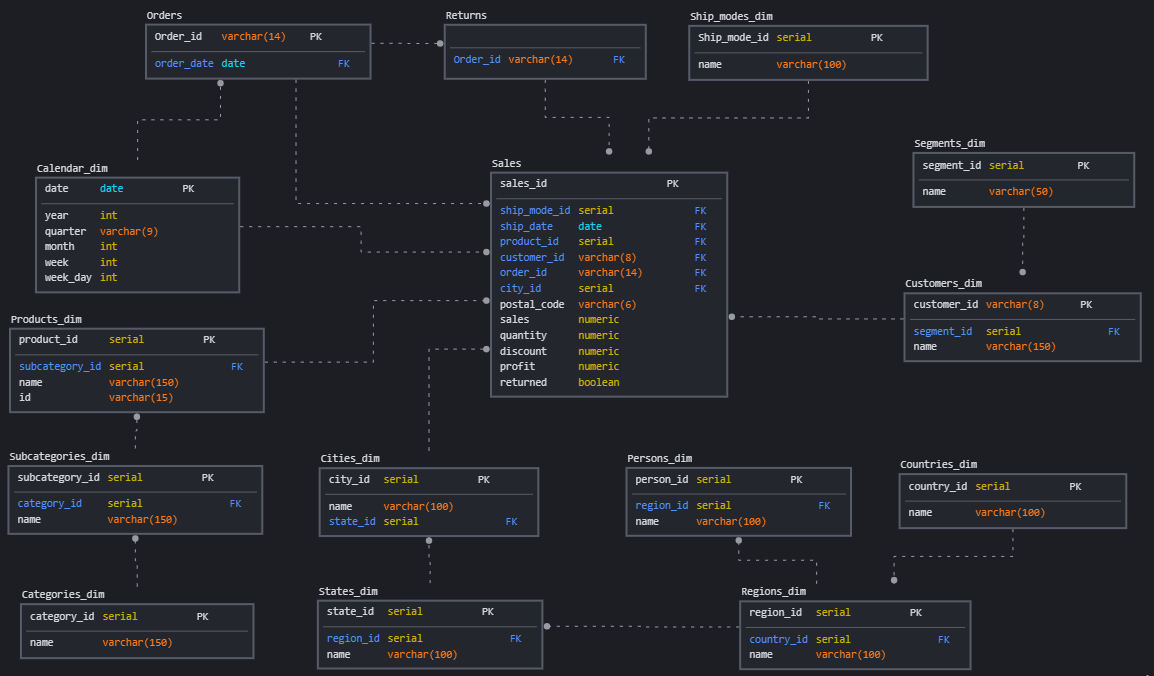 Orders
Order_id varchar(14) PK
order_date date FK
Returns
Order_id varchar(14) FK
Ship_modes_dim
Ship_mode_id serial PK
name varchar(100)
Calendar_dim
date date PK
year int
quarter varchar(9)
month int
week int
week_day int
Sales
sales_id PK
ship_mode_id serial FK
ship_date date FK
product_id serial FK
customer_id varchar(8) FK
order_id varchar(14) FK
city_id serial FK
postal_code varchar(6)
sales numeric
quantity numeric
discount numeric
profit numeric
returned boolean
Segments_dim
segment_id serial PK
name varchar(50)
Customers_dim
customer_id varchar(8) PK
segment_id serial FK
name varchar(150)
Products_dim
product_id serial PK
subcategory_id serial FK
name varchar(150)
id varchar(15)
Subcategories_dim
subcategory_id serial PK
category_id serial FK
name varchar(150)
Cities_dim
city_id serial PK
name varchar(100)
state_id serial FK
Persons_dim
person_id serial PK
region_id serial FK
name varchar(100)
Countries_dim
country_id serial PK
name varchar(100)
Categories_dim
category_id serial PK
name varchar(150)
States_dim
state_id serial PK
region_id serial FK
name varchar(100)
Regions_dim
region_id serial PK
country_id serial FK
name varchar(100)